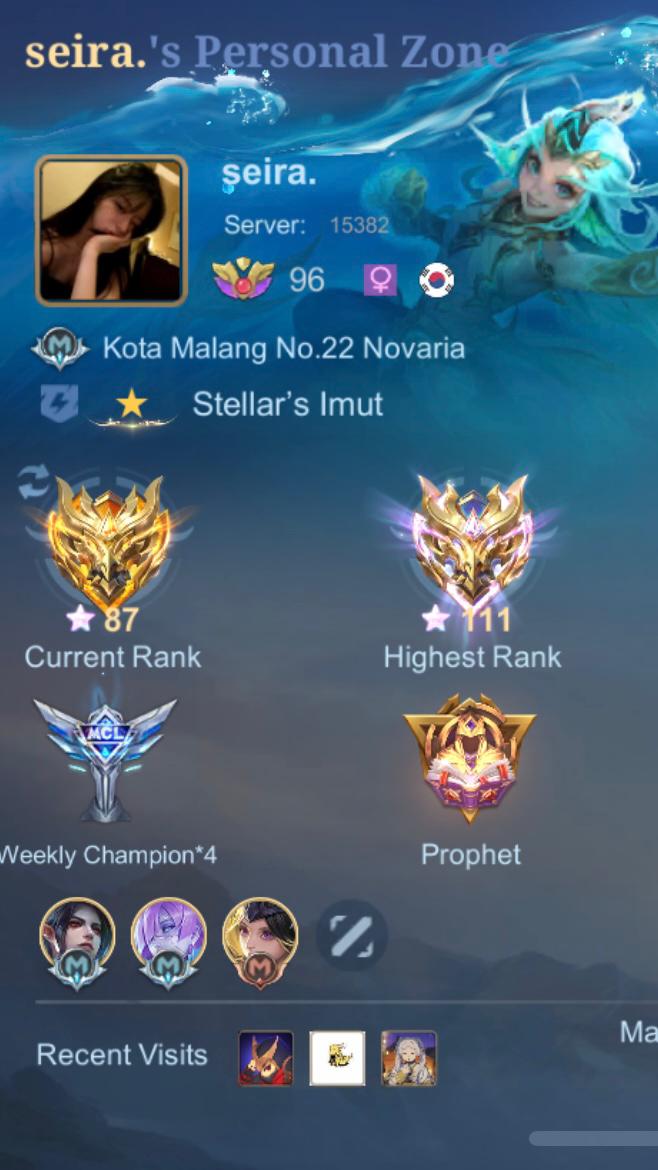 seira.'s Personal Zone
seira.
Server: 15382
96
Kota Malang No.22 Novaria
Stellar's Imut
87
111
Current Rank
Highest Rank
MCL
Weekly Champion*4
Prophet
Recent Visits
Ma